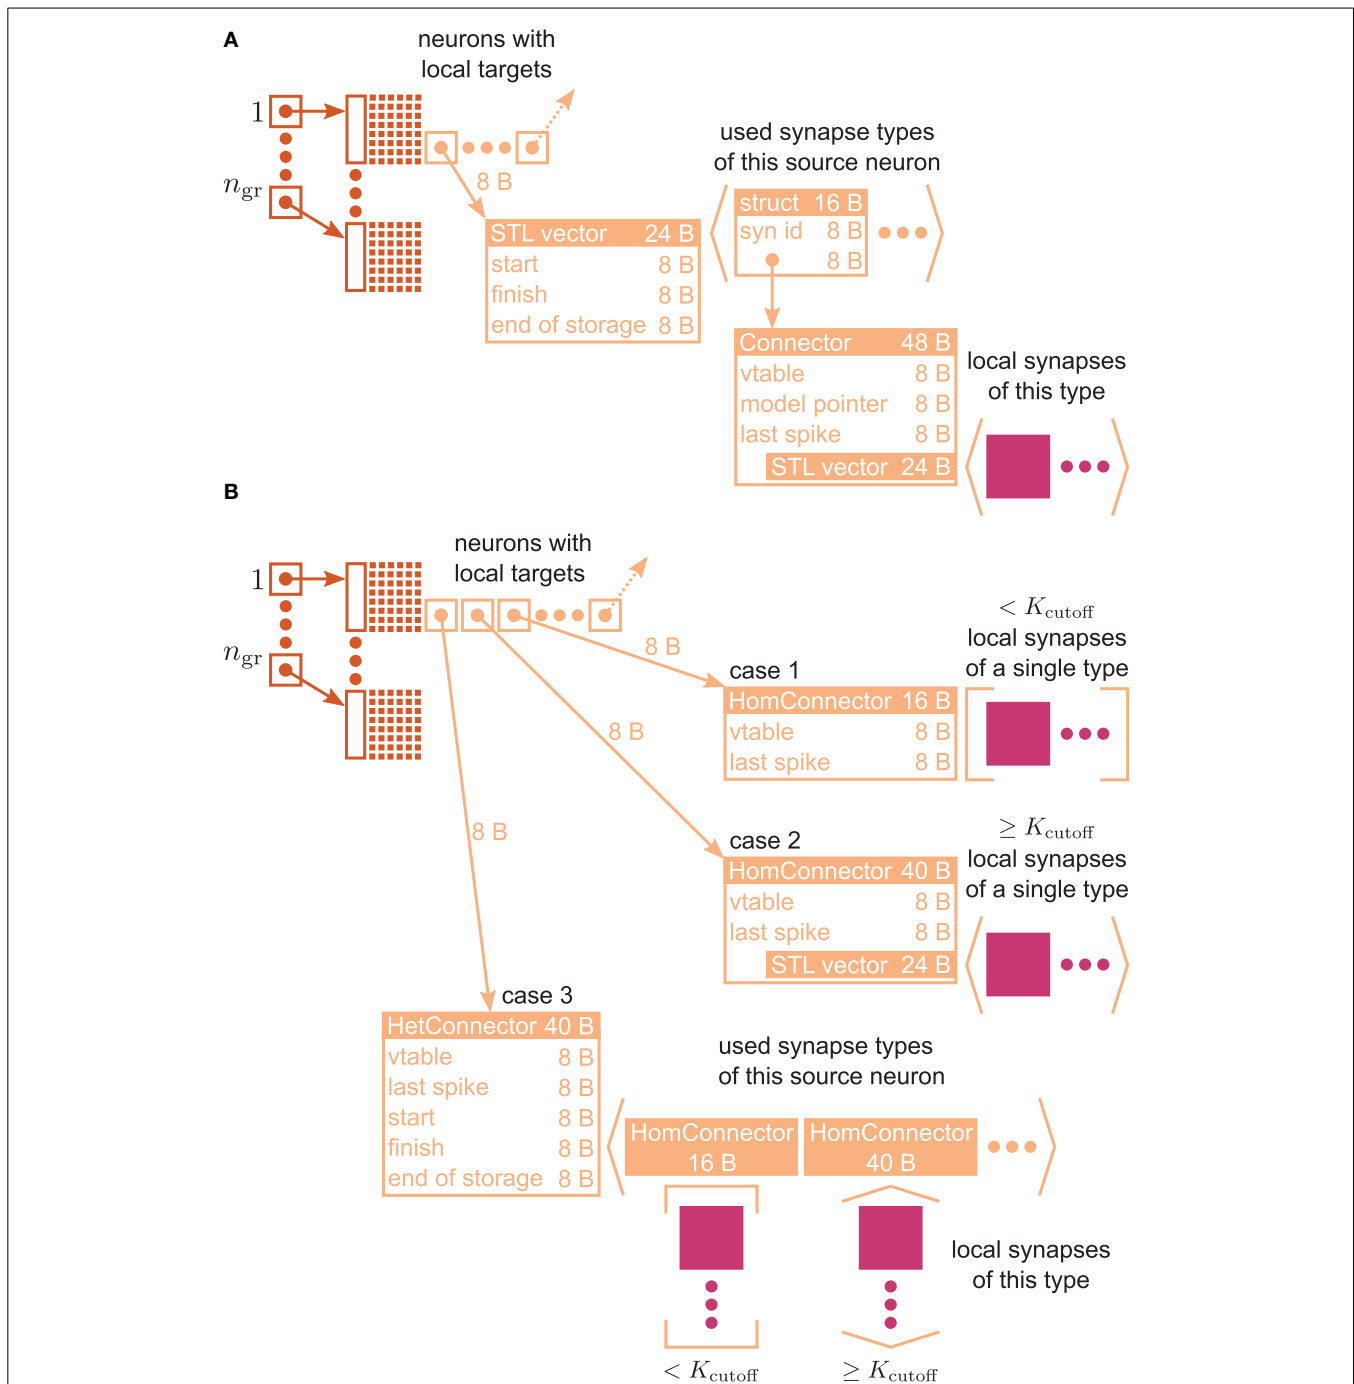 A
neurons with
local targets
1
n_gr
8 B
used synapse types
of this source neuron
struct 16 B
syn id 8 B
8 B
STL vector 24 B
start 8 B
finish 8 B
end of storage 8 B
Connector 48 B
vtable 8 B
model pointer 8 B
last spike 8 B
STL vector 24 B
local synapses
of this type
B
neurons with
local targets
1
n_gr
8 B
8 B
8 B
case 1
HomConnector 16 B
vtable 8 B
last spike 8 B
< K_cutoff
local synapses
of a single type
case 2
HomConnector 40 B
vtable 8 B
last spike 8 B
STL vector 24 B
≥ K_cutoff
local synapses
of a single type
case 3
HetConnector 40 B
vtable 8 B
last spike 8 B
start 8 B
finish 8 B
end of storage 8 B
used synapse types
of this source neuron
HomConnector
16 B
HomConnector
40 B
local synapses
of this type
< K_cutoff
≥ K_cutoff